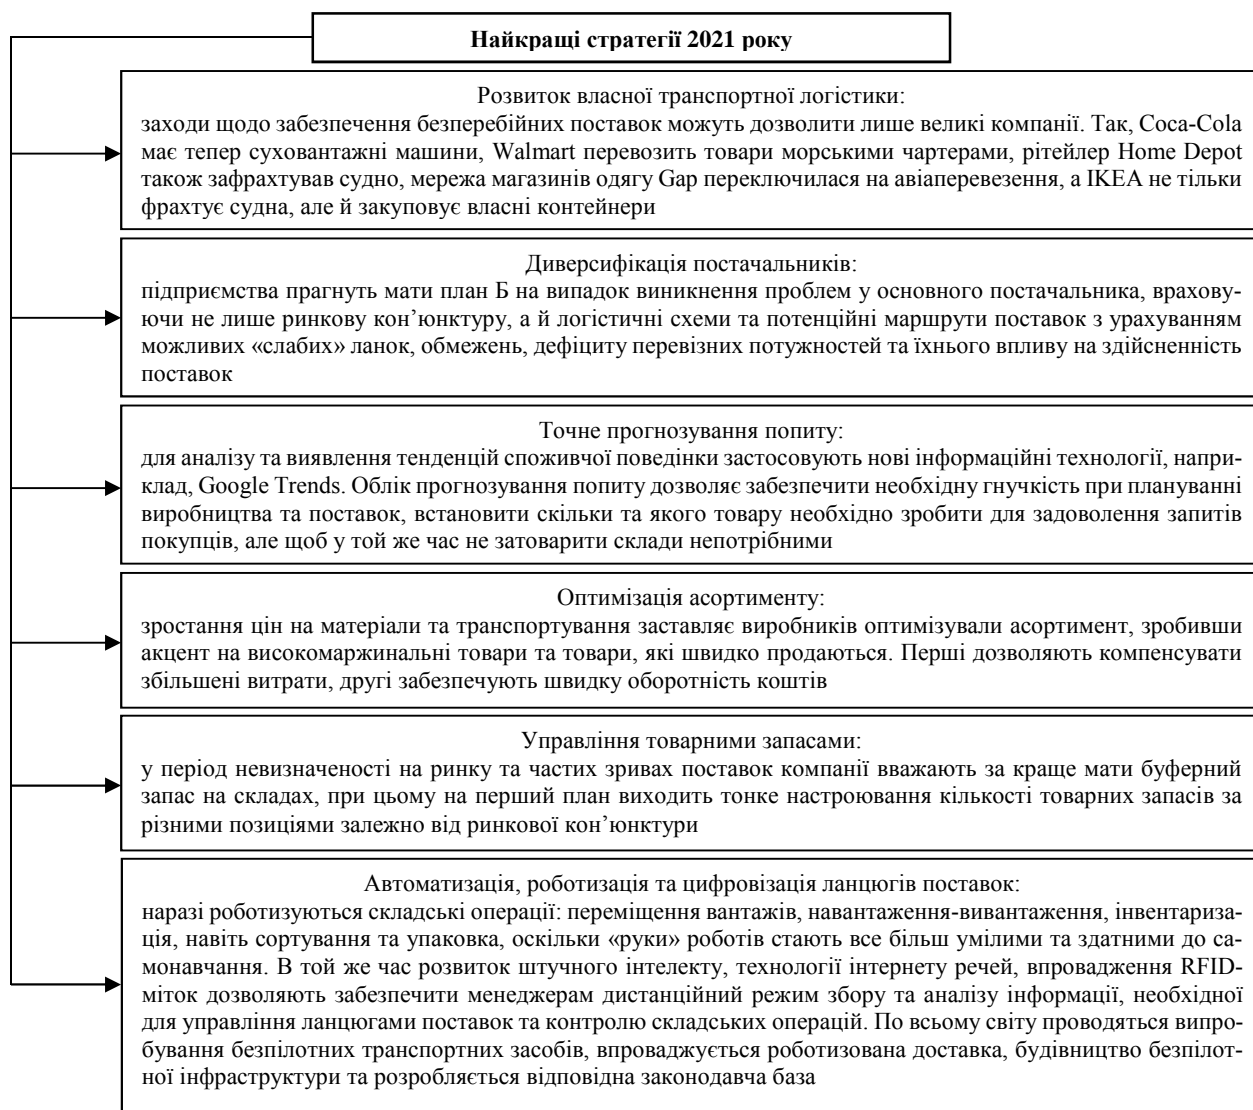 Найкращі стратегії 2021 року
Розвиток власної транспортної логістики:
заходи щодо забезпечення безперебійних поставок можуть дозволити лише великі компанії. Так, Coca-Cola
має тепер суховантажні машини, Walmart перевозить товари морськими чартерами, рітейлер Home Depot
також зафрахтував судно, мережа магазинів одягу Gap переключилася на авіаперевезення, а IKEA не тільки
фрахтує судна, але й закуповує власні контейнери
Диверсифікація постачальників:
підприємства прагнуть мати план Б на випадок виникнення проблем у основного постачальника, врахову-
ючи не лише ринкову кон’юнктуру, а й логістичні схеми та потенційні маршрути поставок з урахуванням
можливих «слабих» ланок, обмежень, дефіциту перевізних потужностей та їхнього впливу на здійсненність
поставок
Точне прогнозування попиту:
для аналізу та виявлення тенденцій споживчої поведінки застосовують нові інформаційні технології, напри-
клад, Google Trends. Облік прогнозування попиту дозволяє забезпечити необхідну гнучкість при плануванні
виробництва та поставок, встановити скільки та якого товару необхідно зробити для задоволення запитів
покупців, але щоб у той же час не затоварити склади непотрібними
Оптимізація асортименту:
зростання цін на матеріали та транспортування заставляє виробників оптимізували асортимент, зробивши
акцент на високомаржинальні товари та товари, які швидко продаються. Перші дозволяють компенсувати
збільшені витрати, другі забезпечують швидку оборотність коштів
Управління товарними запасами:
у період невизначеності на ринку та частих зривах поставок компанії вважають за краще мати буферний
запас на складах, при цьому на перший план виходить тонке настроювання кількості товарних запасів за
різними позиціями залежно від ринкової кон’юнктури
Автоматизація, роботизація та цифровізація ланцюгів поставок:
наразі роботизуються складські операції: переміщення вантажів, навантаження-вивантаження, інвентариза-
ція, навіть сортування та упаковка, оскільки «руки» роботів стають все більш умілими та здатними до са-
монавчання. В той же час розвиток штучного інтелекту, технології інтернету речей, впровадження RFID-
міток дозволяють забезпечити менеджерам дистанційний режим збору та аналізу інформації, необхідної
для управління ланцюгами поставок та контролю складських операцій. По всьому світу проводяться випро-
бування безпілотних транспортних засобів, впроваджується роботизована доставка, будівництво безпілот-
ної інфраструктури та розробляється відповідна законодавча база